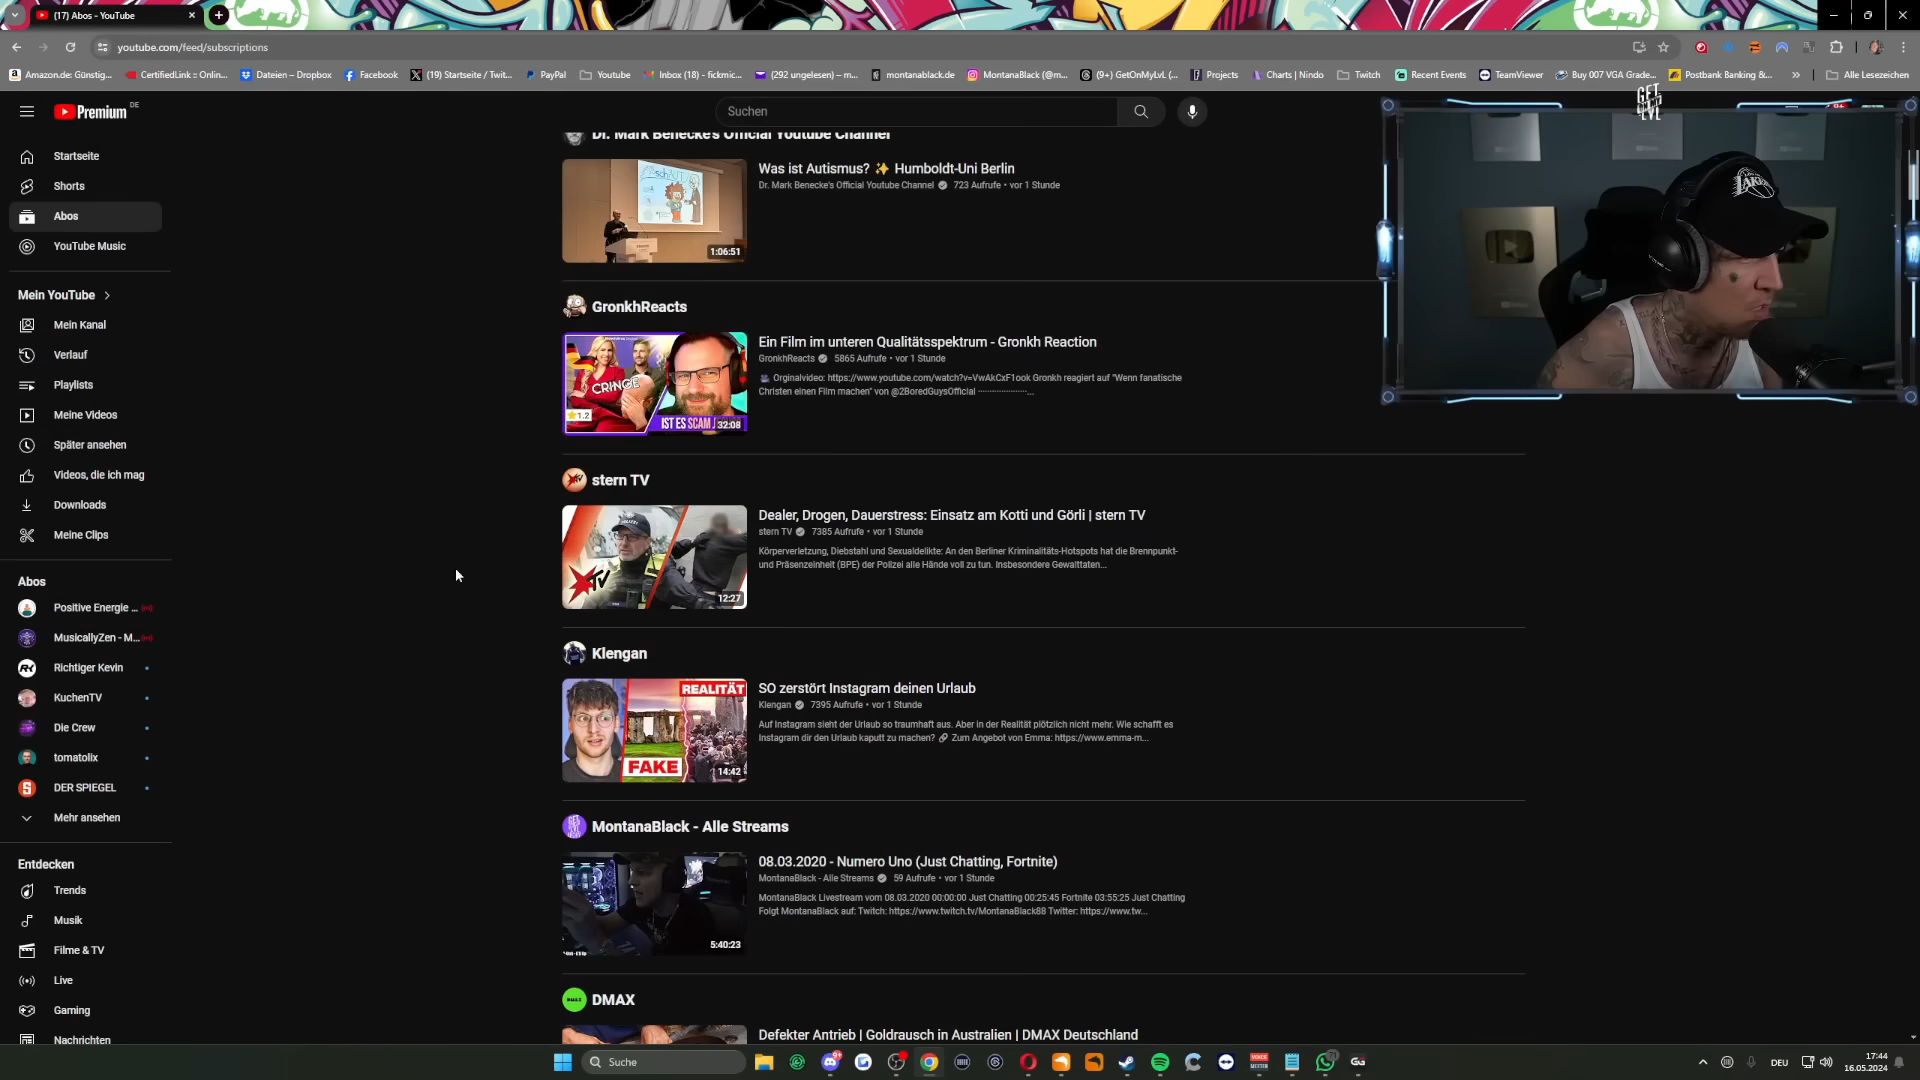 (17) Abos - YouTube
youtube.com/feed/subscriptions
Amazon.de: Günstig...
CertifiedLink :: Onlin...
Dateien – Dropbox
Facebook
(19) Startseite / Twit...
PayPal
Youtube
Inbox (18) - fickmic...
(292 ungelesen) – m...
montanablack.de
MontanaBlack (@m...
(9+) GetOnMyLvL (...
Projects
Charts | Nindo
Twitch
Recent Events
TeamViewer
Buy 007 VGA Grade...
Postbank Banking &...
Alle Lesezeichen
Premium DE
Suchen
Startseite
Shorts
Abos
YouTube Music
Mein YouTube
Mein Kanal
Verlauf
Playlists
Meine Videos
Später ansehen
Videos, die ich mag
Downloads
Meine Clips
Abos
Positive Energie ...
MusicallyZen - M...
Richtiger Kevin
KuchenTV
Die Crew
tomatolix
DER SPIEGEL
Mehr ansehen
Entdecken
Trends
Musik
Filme & TV
Live
Gaming
Nachrichten
Dr. Mark Benecke's Official Youtube Channel
1:06:51
Was ist Autismus? ✨ Humboldt-Uni Berlin
Dr. Mark Benecke's Official Youtube Channel 723 Aufrufe • vor 1 Stunde
GronkhReacts
CRINGE
1.2
IST ES SCAM
32:08
Ein Film im unteren Qualitätsspektrum - Gronkh Reaction
GronkhReacts 5865 Aufrufe • vor 1 Stunde
Orginalvideo: https://www.youtube.com/watch?v=VwAkCxF1ook Gronkh reagiert auf "Wenn fanatische
Christen einen Film machen" von @2BoredGuysOfficial ---------------------...
stern TV
TV
12:27
Dealer, Drogen, Dauerstress: Einsatz am Kotti und Görli | stern TV
stern TV 7385 Aufrufe • vor 1 Stunde
Körperverletzung, Diebstahl und Sexualdelikte: An den Berliner Kriminalitäts-Hotspots hat die Brennpunkt-
und Präsenzeinheit (BPE) der Polizei alle Hände voll zu tun. Insbesondere Gewalttaten...
Klengan
REALITÄT
FAKE
14:42
SO zerstört Instagram deinen Urlaub
Klengan 7395 Aufrufe • vor 1 Stunde
Auf Instagram sieht der Urlaub so traumhaft aus. Aber in der Realität plötzlich nicht mehr. Wie schafft es
Instagram dir den Urlaub kaputt zu machen? 🔗 Zum Angebot von Emma: https://www.emma-m...
MontanaBlack - Alle Streams
5:40:23
08.03.2020 - Numero Uno (Just Chatting, Fortnite)
MontanaBlack - Alle Streams 59 Aufrufe • vor 1 Stunde
MontanaBlack Livestream vom 08.03.2020 00:00:00 Just Chatting 00:25:45 Fortnite 03:55:25 Just Chatting
Folgt MontanaBlack auf: Twitch: https://www.twitch.tv/MontanaBlack88 Twitter: https://www.tw...
DMAX
Defekter Antrieb | Goldrausch in Australien | DMAX Deutschland
GET
LVL
LAKERS
Suche
DEU
17:44
16.05.2024